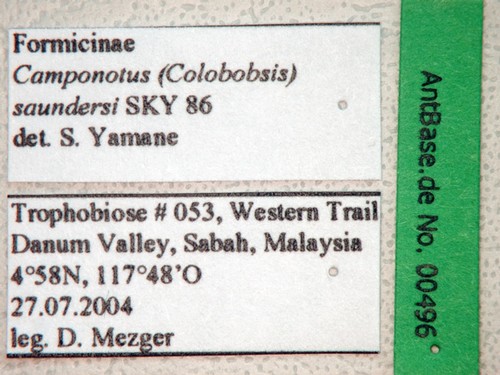 Formicinae
Camponotus (Colobobsis)
saundersi SKY 86
det. S. Yamane
Trophobiose # 053, Western Trail
Danum Valley, Sabah, Malaysia
4°58N, 117°48'O
27.07.2004
leg. D. Mezger
AntBase.de No. 00496